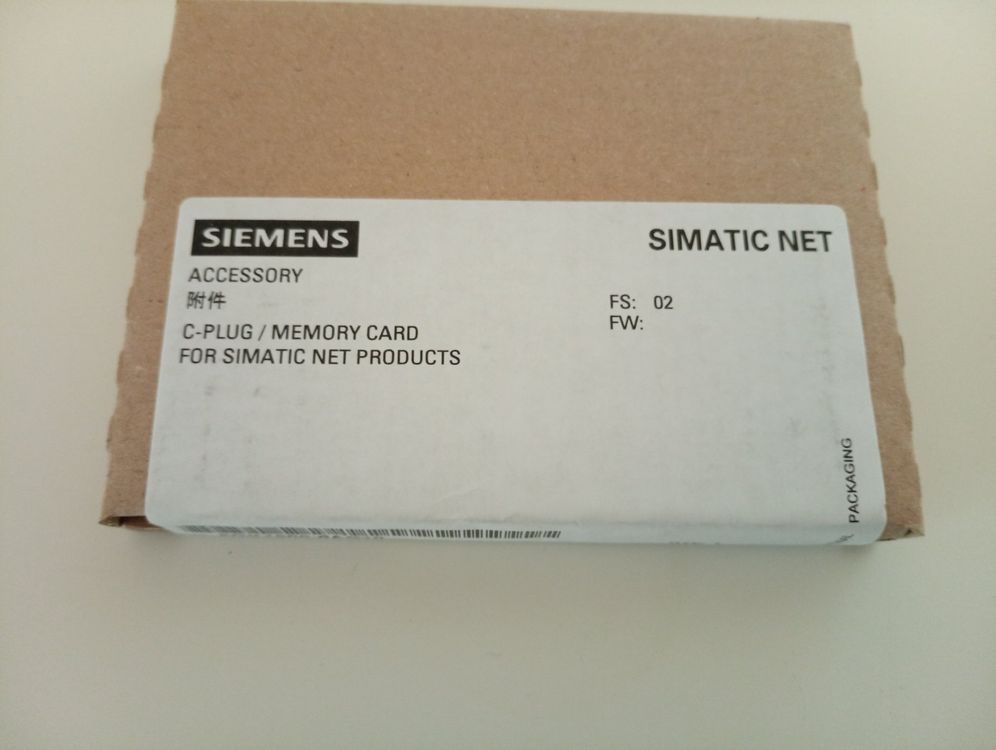 SIEMENS
SIMATIC NET
ACCESSORY
附件
FS: 02
FW:
C-PLUG / MEMORY CARD
FOR SIMATIC NET PRODUCTS
PACKAGING